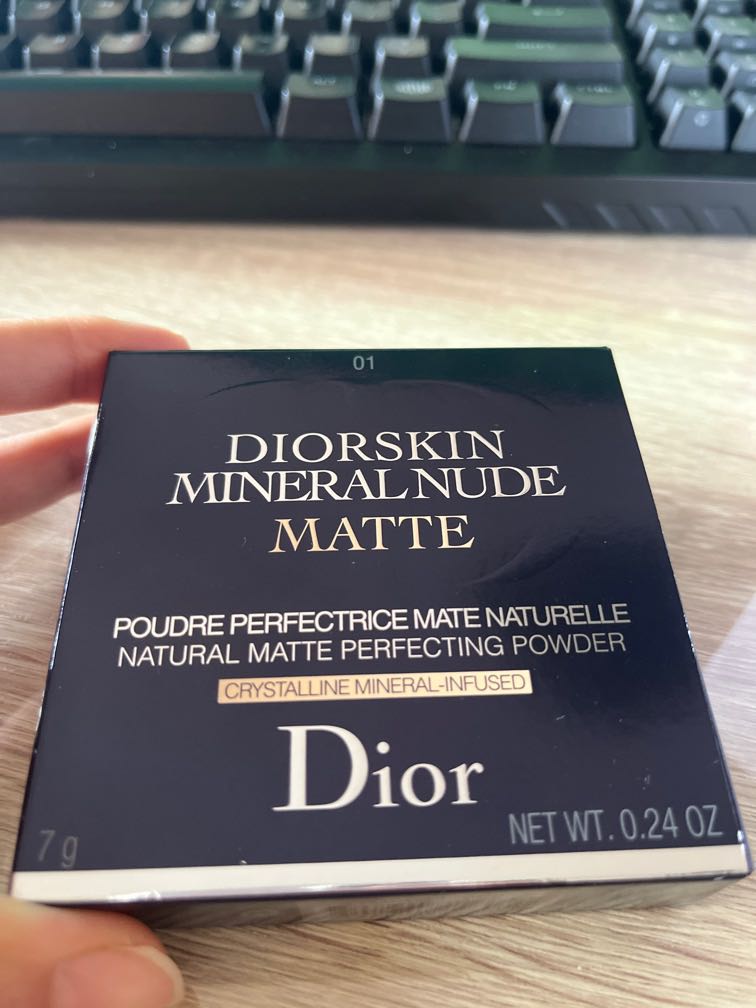 01
DIORSKIN
MINERAL NUDE
MATTE
POUDRE PERFECTRICE MATE NATURELLE
NATURAL MATTE PERFECTING POWDER
CRYSTALLINE MINERAL-INFUSED
Dior
7 g
NET WT. 0.24 OZ